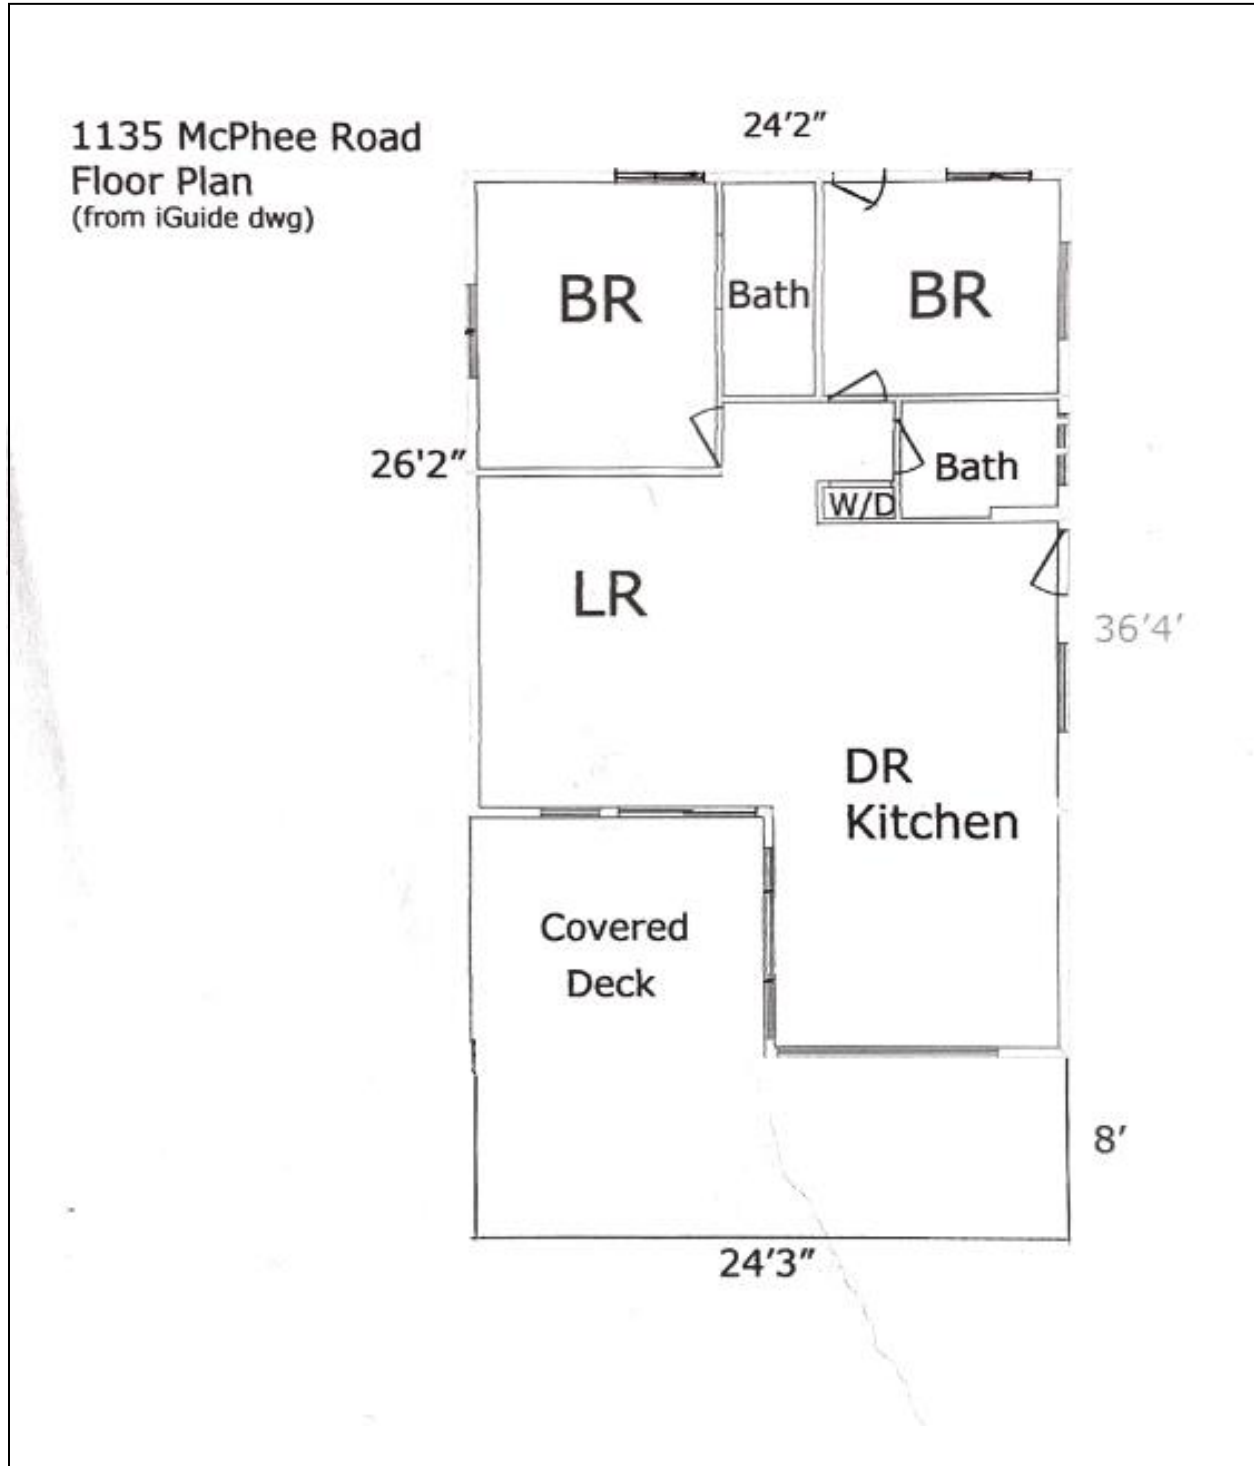 1135 McPhee Road
Floor Plan
(from iGuide dwg)
24'2"
BR
Bath
BR
26'2"
Bath
W/D
LR
36'4'
DR
Kitchen
Covered
Deck
8'
24'3"